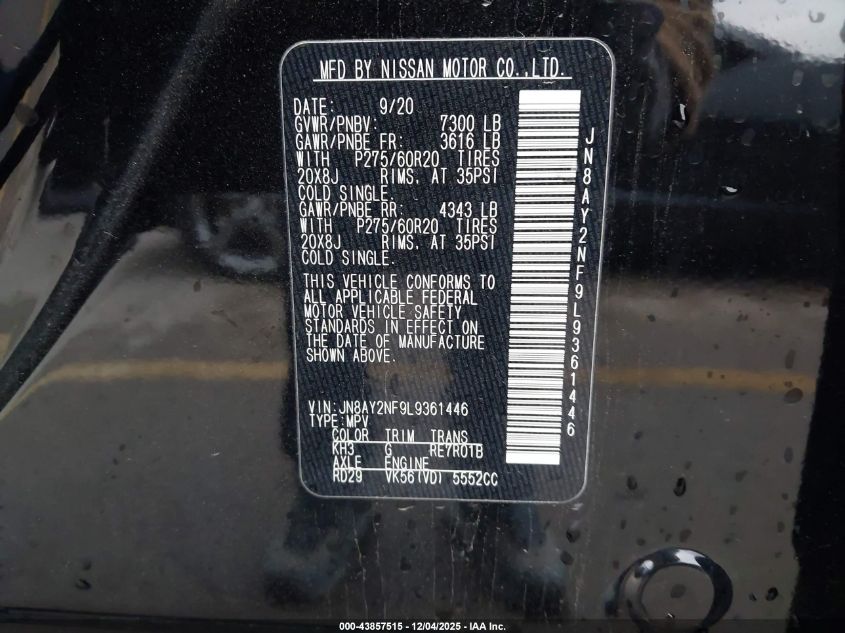 MFD BY NISSAN MOTOR CO.,LTD.
DATE: 9/20
GVWR/PNBV: 7300 LB
GAWR/PNBE FR: 3616 LB
WITH P275/60R20 TIRES
20X8J RIMS. AT 35PSI
COLD SINGLE.
GAWR/PNBE RR: 4343 LB
WITH P275/60R20 TIRES
20X8J RIMS. AT 35PSI
COLD SINGLE.
THIS VEHICLE CONFORMS TO
ALL APPLICABLE FEDERAL
MOTOR VEHICLE SAFETY
STANDARDS IN EFFECT ON
THE DATE OF MANUFACTURE
SHOWN ABOVE.
VIN:JN8AY2NF9L9361446
TYPE:MPV
COLOR TRIM TRANS
KH3 G RE7R01B
AXLE ENGINE
RD29 VK56(VD) 5552CC
JN8AY2NF9L9361446
000-43857515 - 12/04/2025 - IAA Inc.